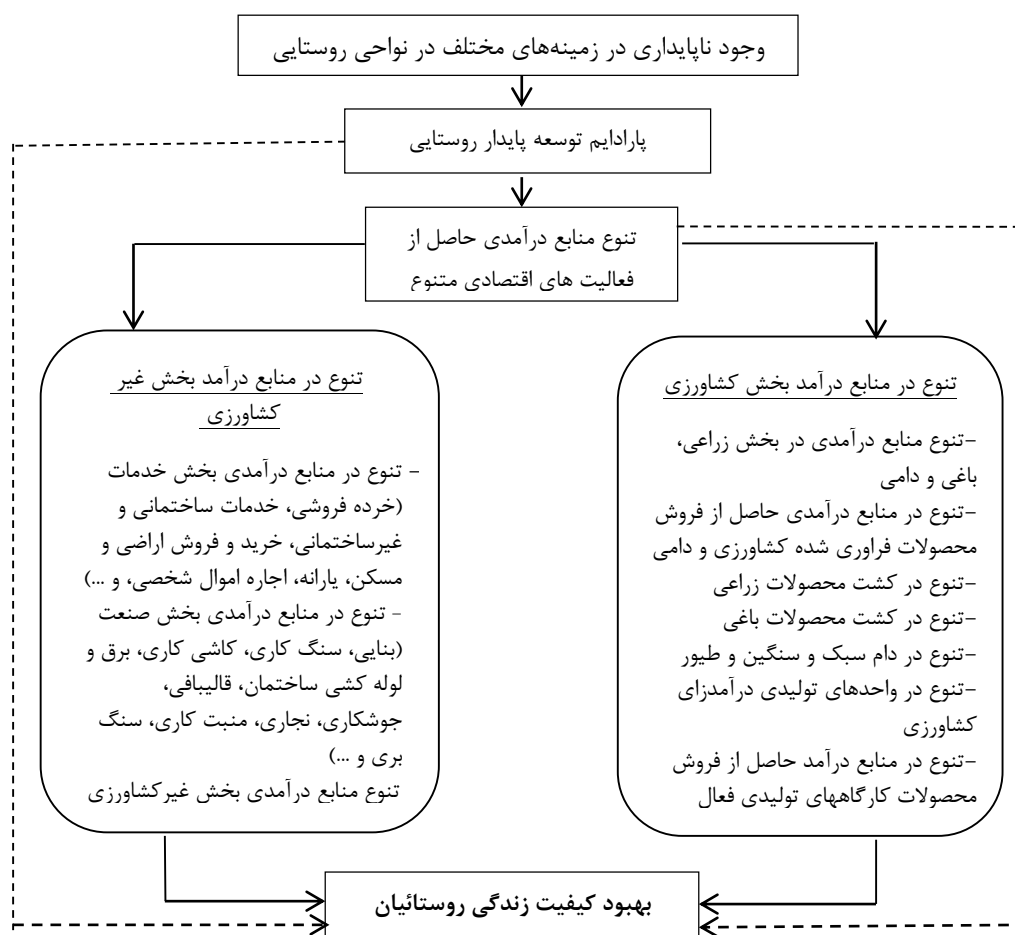 وجود ناپایداری در زمینه‌های مختلف در نواحی روستایی
پارادایم توسعه پایدار روستایی
تنوع منابع درآمدی حاصل از
فعالیت های اقتصادی متنوع
تنوع در منابع درآمد بخش کشاورزی
-تنوع منابع درآمدی در بخش زراعی،
باغی و دامی
-تنوع در منابع درآمدی حاصل از فروش
محصولات فراوری شده کشاورزی و دامی
-تنوع در کشت محصولات زراعی
-تنوع در کشت محصولات باغی
-تنوع در دام سبک و سنگین و طیور
-تنوع در واحدهای تولیدی درآمدزای
کشاورزی
-تنوع در منابع درآمد حاصل از فروش
محصولات کارگاههای تولیدی فعال
تنوع در منابع درآمد بخش غیر
کشاورزی
- تنوع در منابع درآمدی بخش خدمات
(خرده فروشی، خدمات ساختمانی و
غیرساختمانی، خرید و فروش اراضی و
مسکن، یارانه، اجاره اموال شخصی، و ...)
- تنوع در منابع درآمدی بخش صنعت
(بنایی، سنگ کاری، کاشی کاری، برق و
لوله کشی ساختمان، قالیبافی،
جوشکاری، نجاری، منبت کاری، سنگ
بری و ...)
تنوع منابع درآمدی بخش غیرکشاورزی
بهبود کیفیت زندگی روستائیان